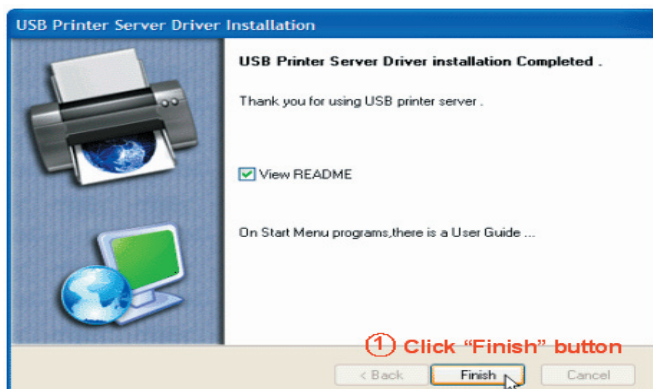 USB Printer Server Driver Installation
USB Printer Server Driver installation Completed .
Thank you for using USB printer server .
View README
On Start Menu programs,there is a User Guide ...
① Click “Finish” button
< Back
Finish
Cancel